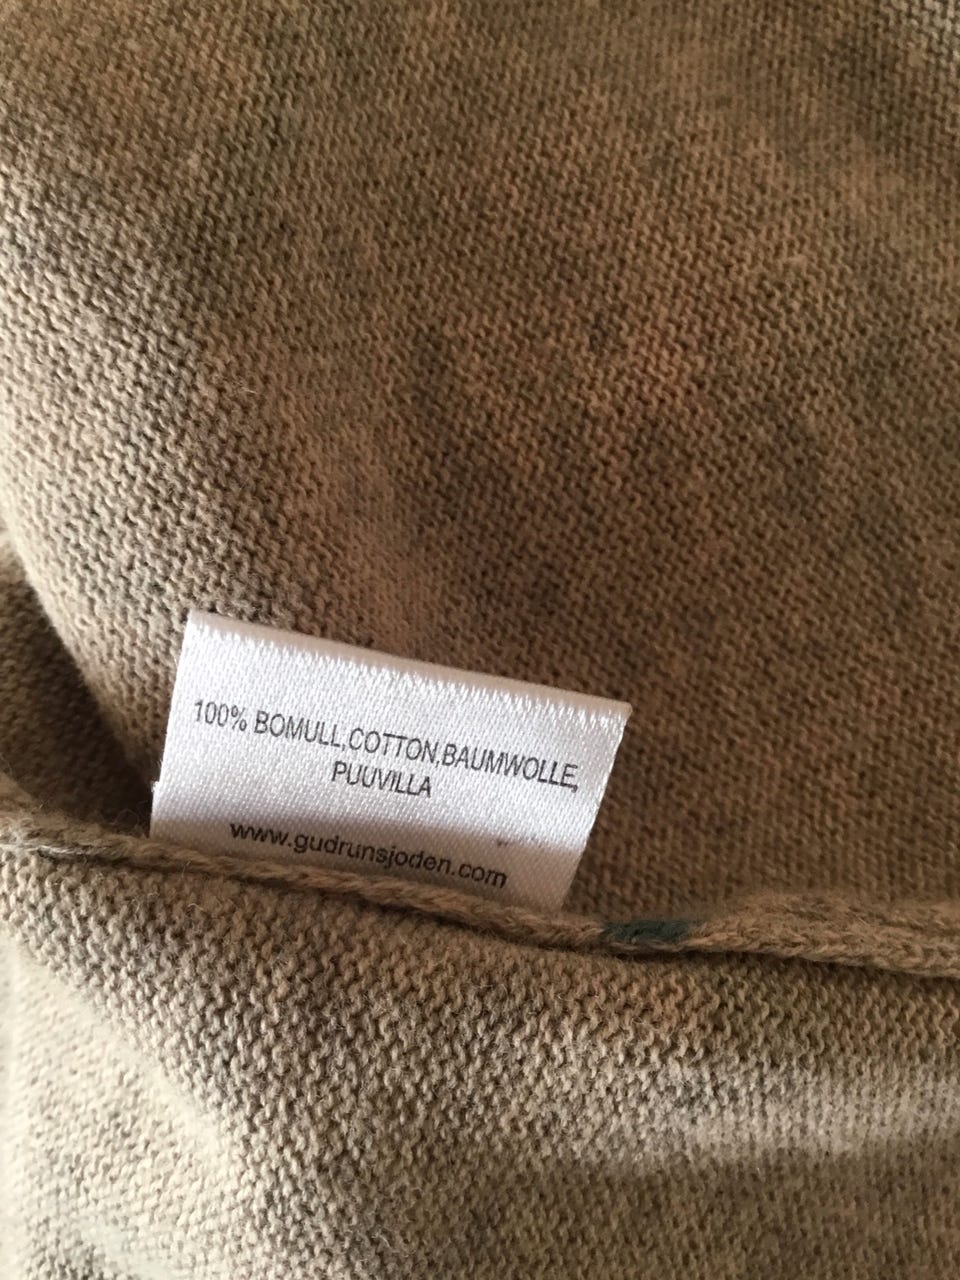 100% BOMULL,COTTON,BAUMWOLLE,
PUUVILLA
www.gudrunsjoden.com